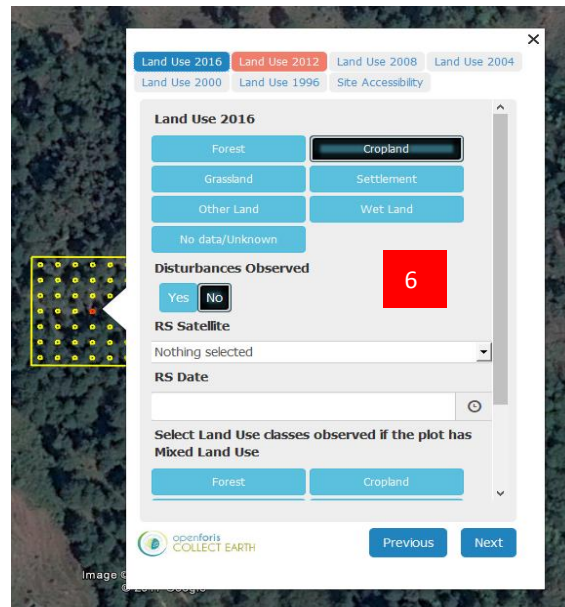 Land Use 2016 Land Use 2012 Land Use 2008 Land Use 2004
Land Use 2000 Land Use 1996 Site Accessibility
Land Use 2016
Forest Cropland
Grassland Settlement
Other Land Wet Land
No data/Unknown
Disturbances Observed
6
Yes No
RS Satellite
Nothing selected
RS Date
Select Land Use classes observed if the plot has
Mixed Land Use
Forest Cropland
openforis
COLLECT EARTH
Previous Next
Image ©
Google